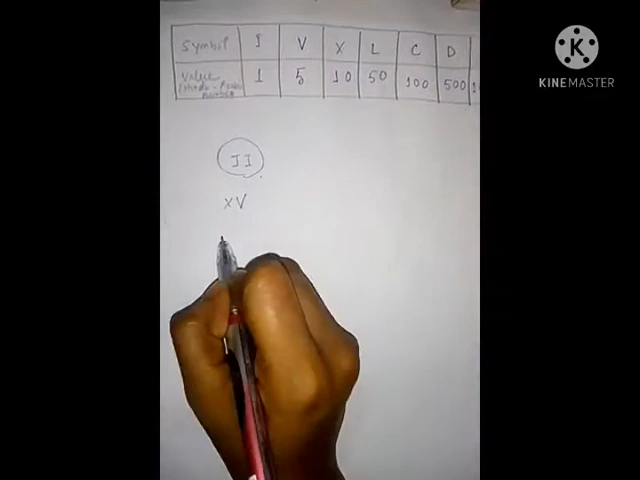 Symbol I V X L C D
Value 1 5 10 50 100 500
II
XV
K
KINEMASTER